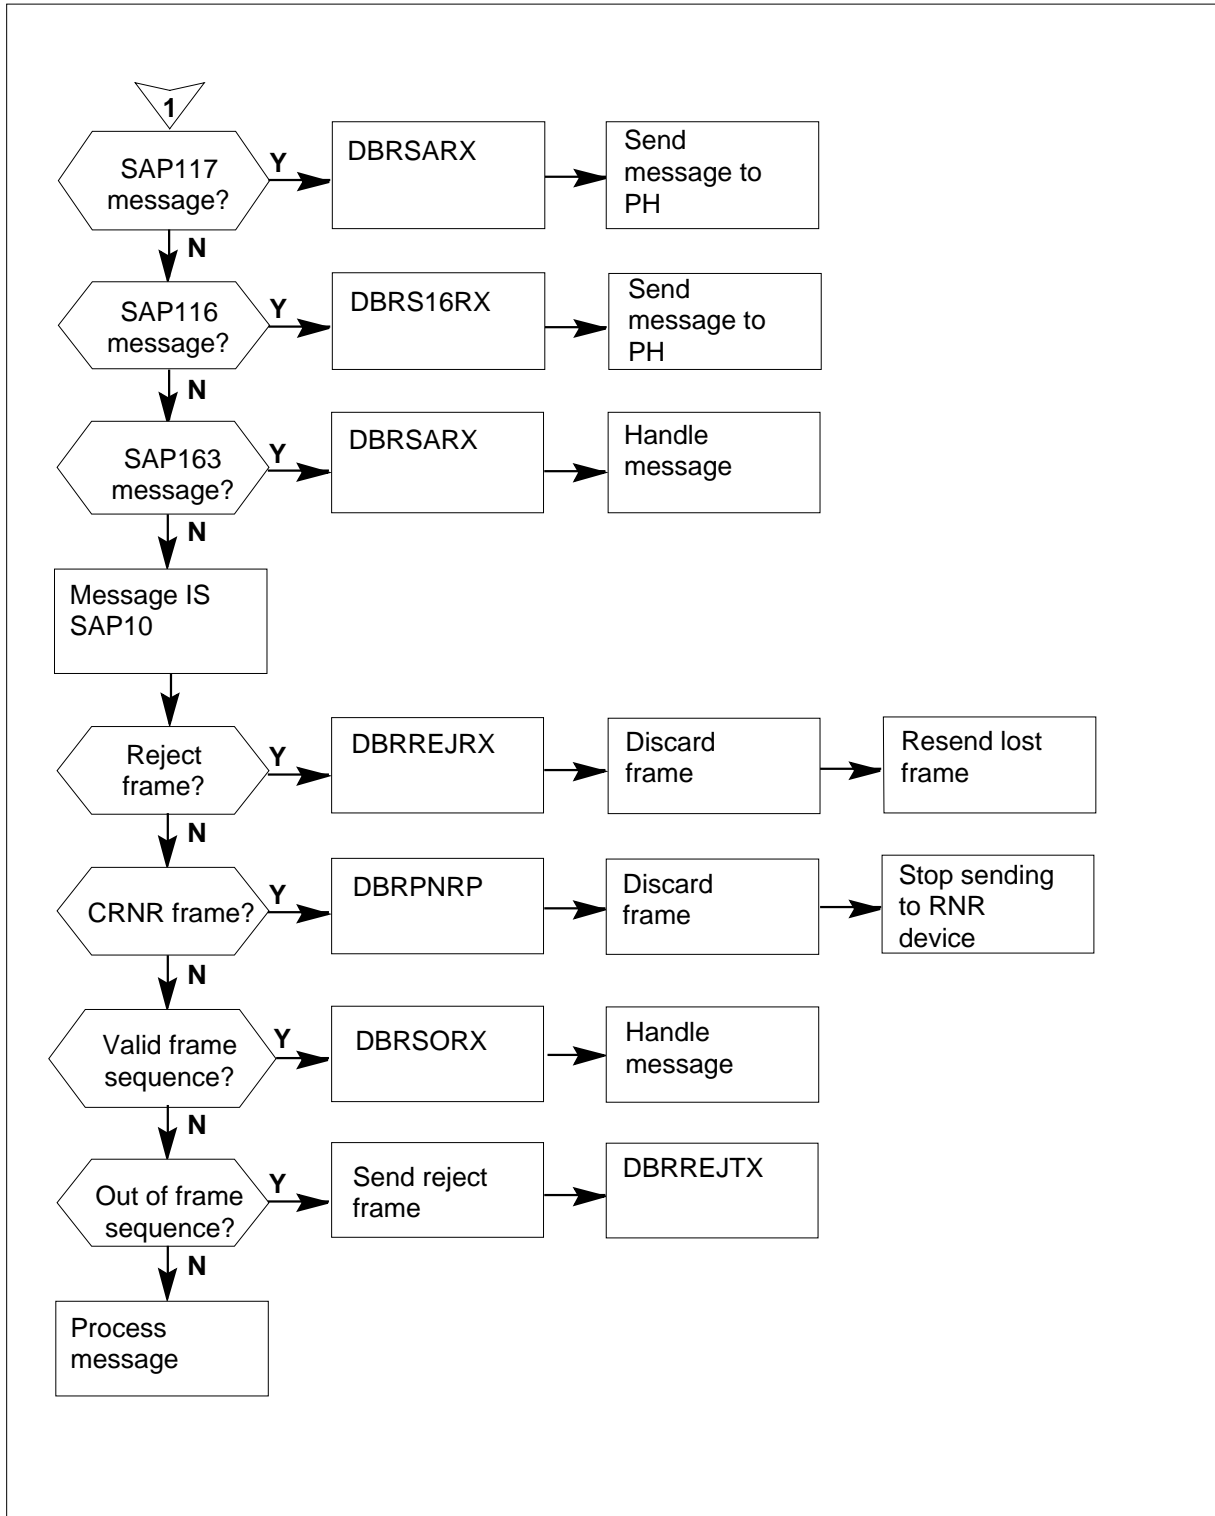 1
SAP117
message?
Y
DBRSARX
Send
message to
PH
N
SAP116
message?
Y
DBRS16RX
Send
message to
PH
N
SAP163
message?
Y
DBRSARX
Handle
message
N
Message IS
SAP10
Reject
frame?
Y
DBRREJRX
Discard
frame
Resend lost
frame
N
CRNR frame?
Y
DBRPNRP
Discard
frame
Stop sending
to RNR
device
N
Valid frame
sequence?
Y
DBRSORX
Handle
message
N
Out of frame
sequence?
Y
Send reject
frame
DBRREJTX
N
Process
message